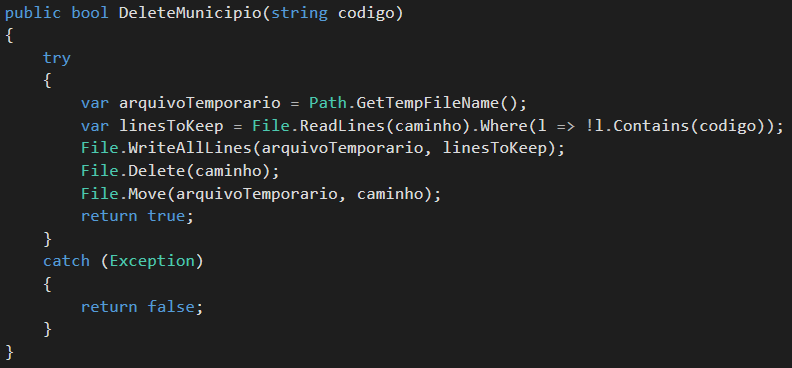 public bool DeleteMunicipio(string codigo)
{
    try
    {
        var arquivoTemporario = Path.GetTempFileName();
        var linesToKeep = File.ReadLines(caminho).Where(l => !l.Contains(codigo));
        File.WriteAllLines(arquivoTemporario, linesToKeep);
        File.Delete(caminho);
        File.Move(arquivoTemporario, caminho);
        return true;
    }
    catch (Exception)
    {
        return false;
    }
}